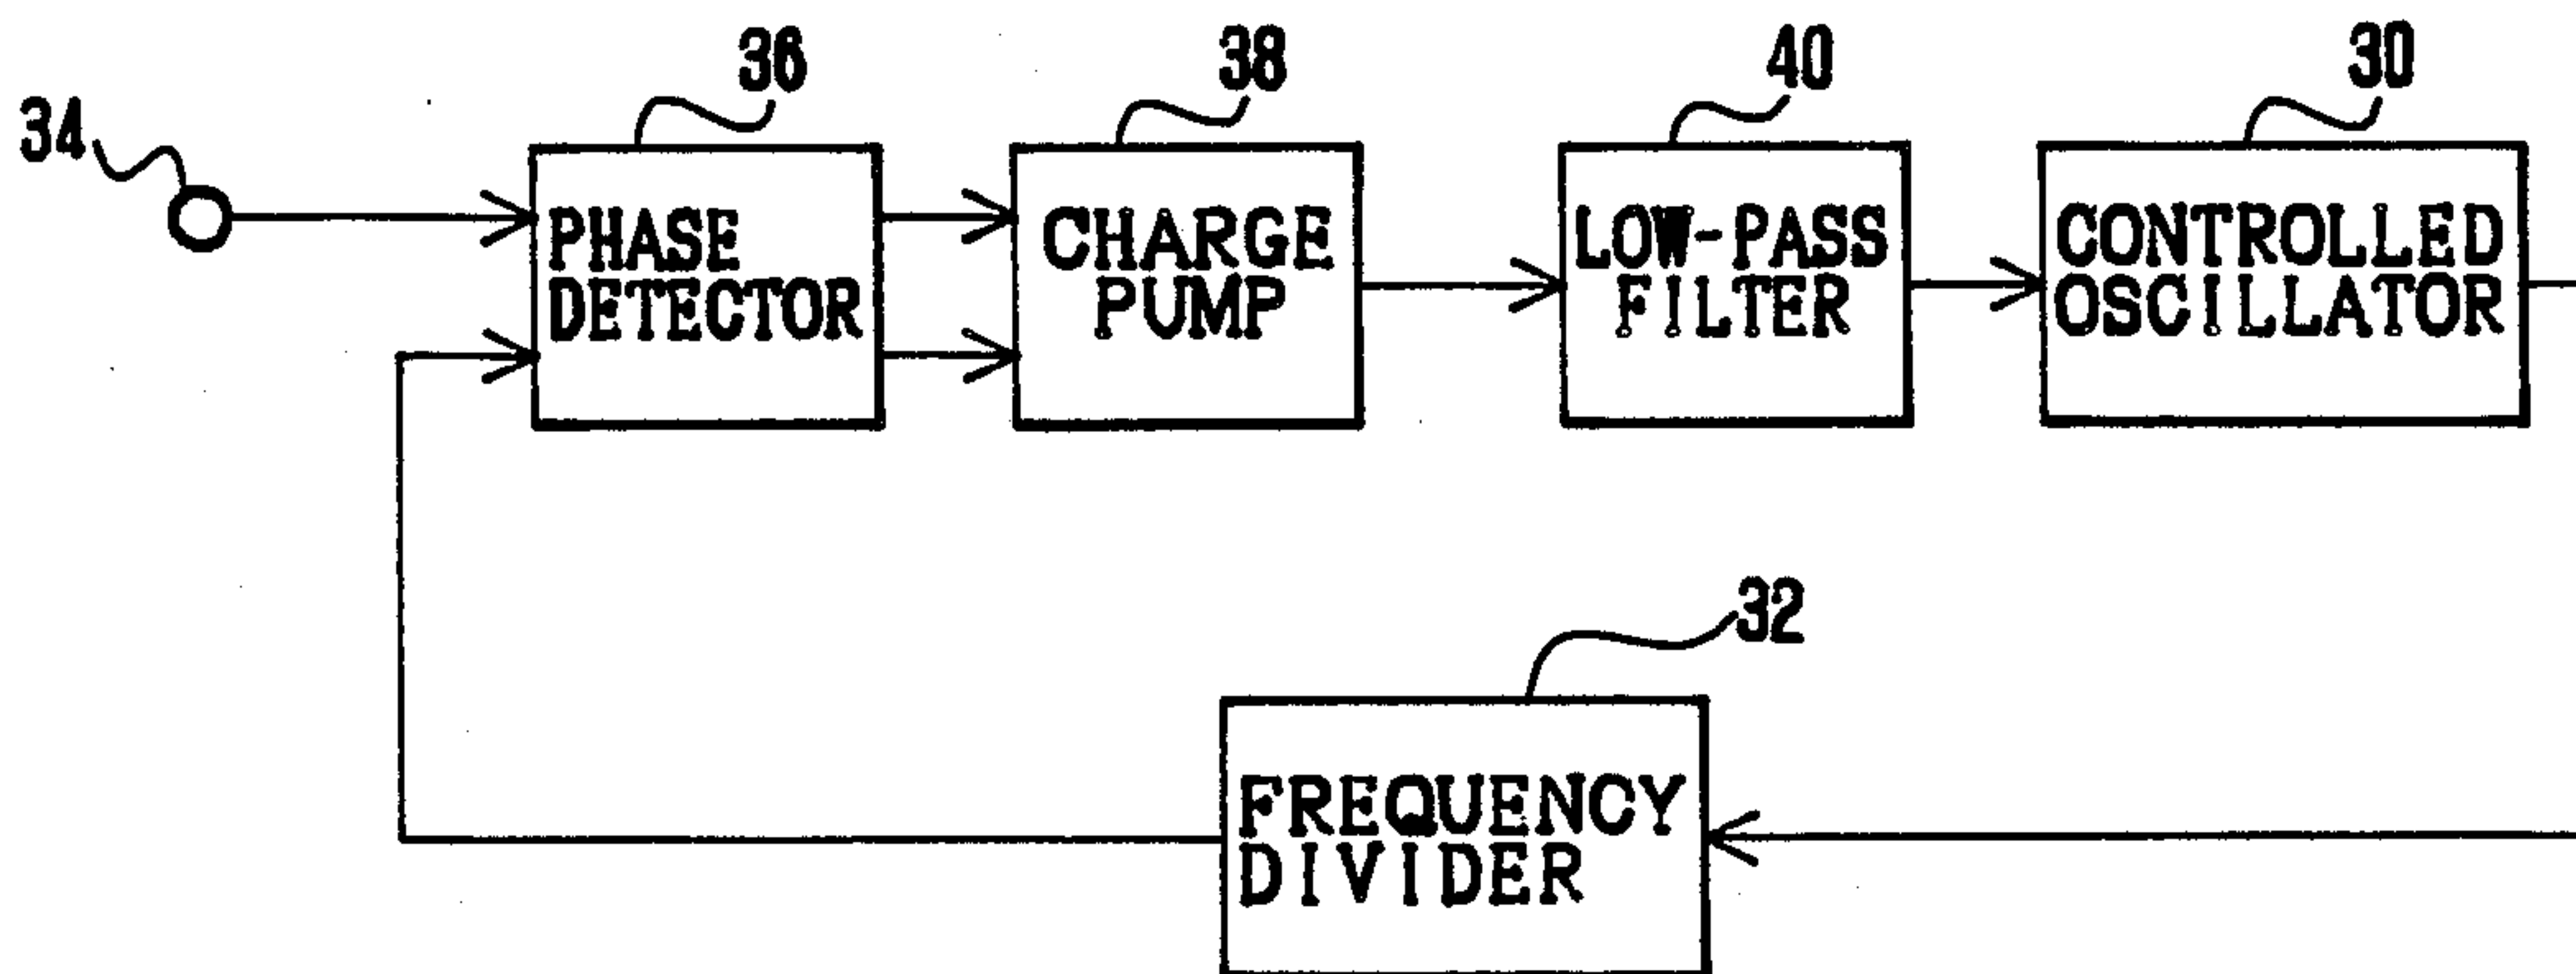 34
36
38
40
30
PHASE
DETECTOR
CHARGE
PUMP
LOW-PASS
FILTER
CONTROLLED
OSCILLATOR
32
FREQUENCY
DIVIDER